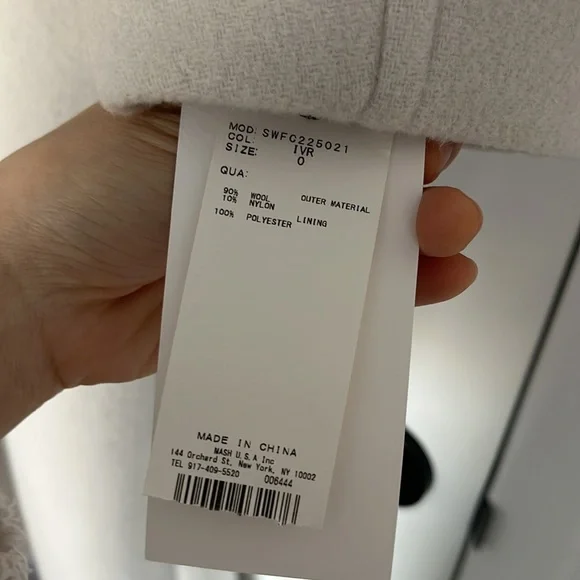 MOD: SWFC225021
COL: IVR
SIZE: 0
QUA:
90% WOOL OUTER MATERIAL
10% NYLON
100% POLYESTER LINING
MADE IN CHINA
MASH U.S.A Inc
144 Orchard St. New York, NY 10002
TEL 917-409-5520 006444